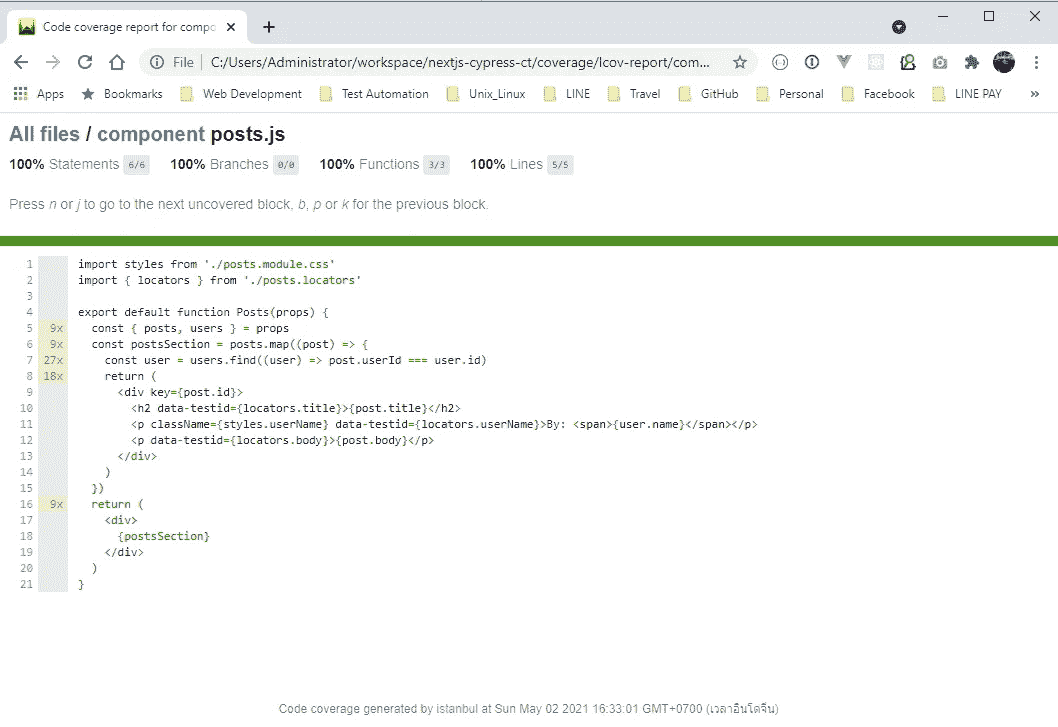 Code coverage report for compo
File C:/Users/Administrator/workspace/nextjs-cypress-ct/coverage/lcov-report/com...
Apps Bookmarks Web Development Test Automation Unix_Linux LINE Travel GitHub Personal Facebook LINE PAY »
All files / component posts.js
100% Statements 6/6 100% Branches 0/0 100% Functions 3/3 100% Lines 5/5
Press n or j to go to the next uncovered block, b, p or k for the previous block.
1 import styles from './posts.module.css'
2 import { locators } from './posts.locators'
3
4 export default function Posts(props) {
5 9x const { posts, users } = props
6 9x const postsSection = posts.map((post) => {
7 27x const user = users.find((user) => post.userId === user.id)
8 18x return (
9 <div key={post.id}>
10 <h2 data-testid={locators.title}>{post.title}</h2>
11 <p className={styles.userName} data-testid={locators.userName}>By: <span>{user.name}</span></p>
12 <p data-testid={locators.body}>{post.body}</p>
13 </div>
14 )
15 })
16 9x return (
17 <div>
18 {postsSection}
19 </div>
20 )
21 }
Code coverage generated by istanbul at Sun May 02 2021 16:33:01 GMT+0700 (เวลาอินโดจีน)